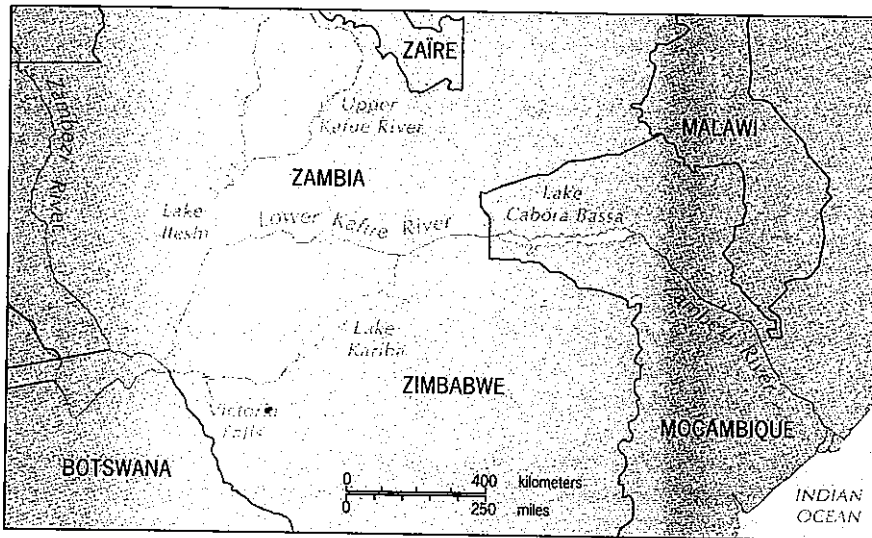 ZAÏRE
Zambezi River
Upper
Kafue River
MALAWI
ZAMBIA
Lake
Cabora Bassa
Lake
Lower Kafue River
Lake
Kariba
River
ZIMBABWE
Victoria
Falls
MOÇAMBIQUE
BOTSWANA
0 400 kilometers
0 250 miles
INDIAN
OCEAN